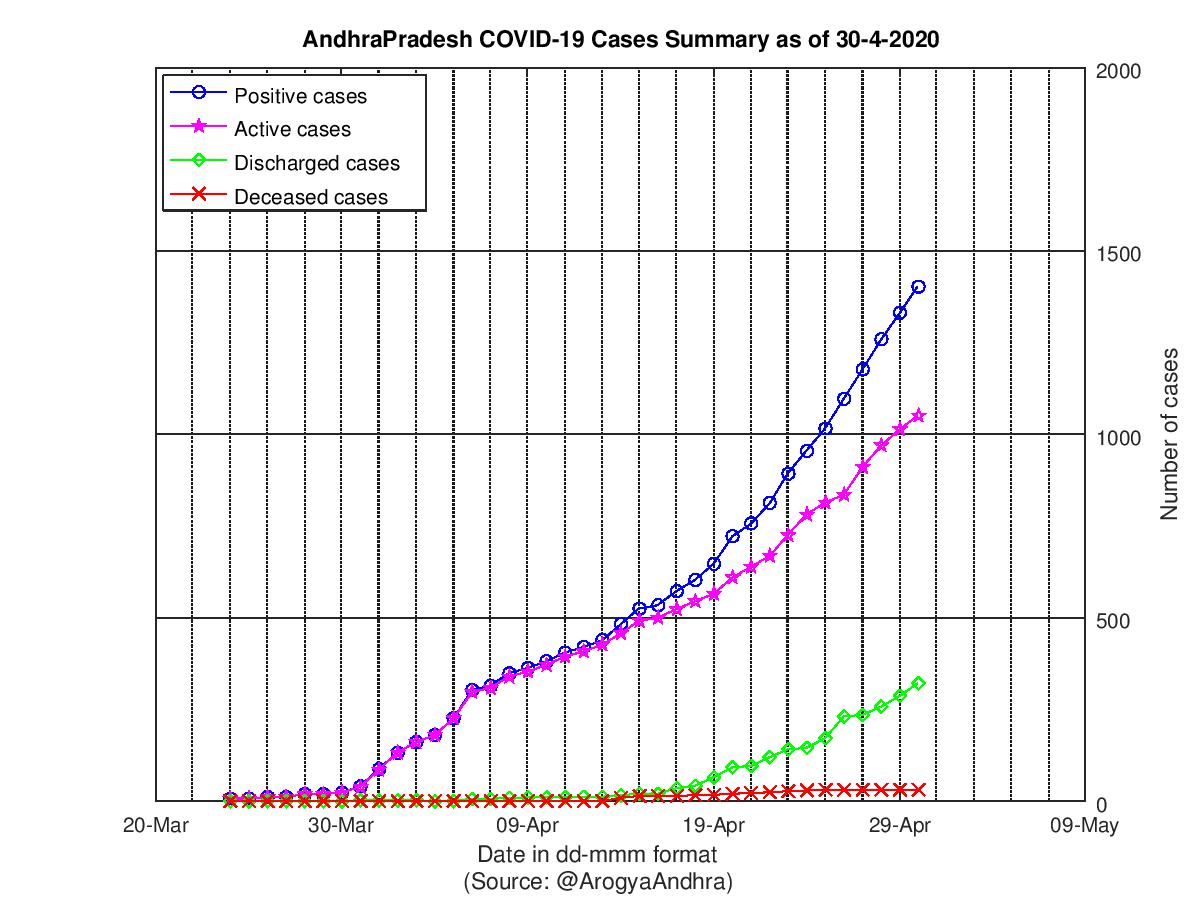 AndhraPradesh COVID-19 Cases Summary as of 30-4-2020
Positive cases
Active cases
Discharged cases
Deceased cases
2000
1500
1000
500
0
Number of cases
20-Mar
30-Mar
09-Apr
19-Apr
29-Apr
09-May
Date in dd-mmm format
(Source: @ArogyaAndhra)